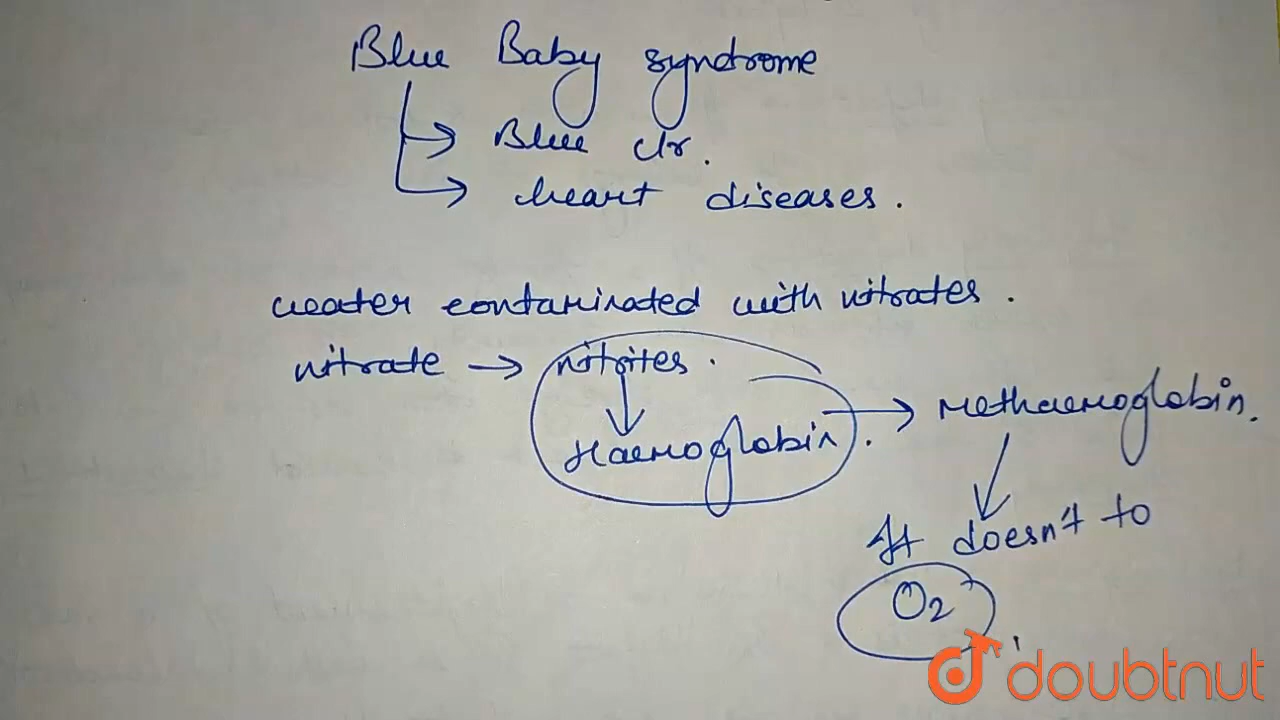 Blue Baby syndrome
→ Blue clr.
→ heart diseases.
water contaminated with nitrates.
nitrate → nitrites.
↓
Haemoglobin. → methaemoglobin.
↓
It doesn't to
O2
doubtnut